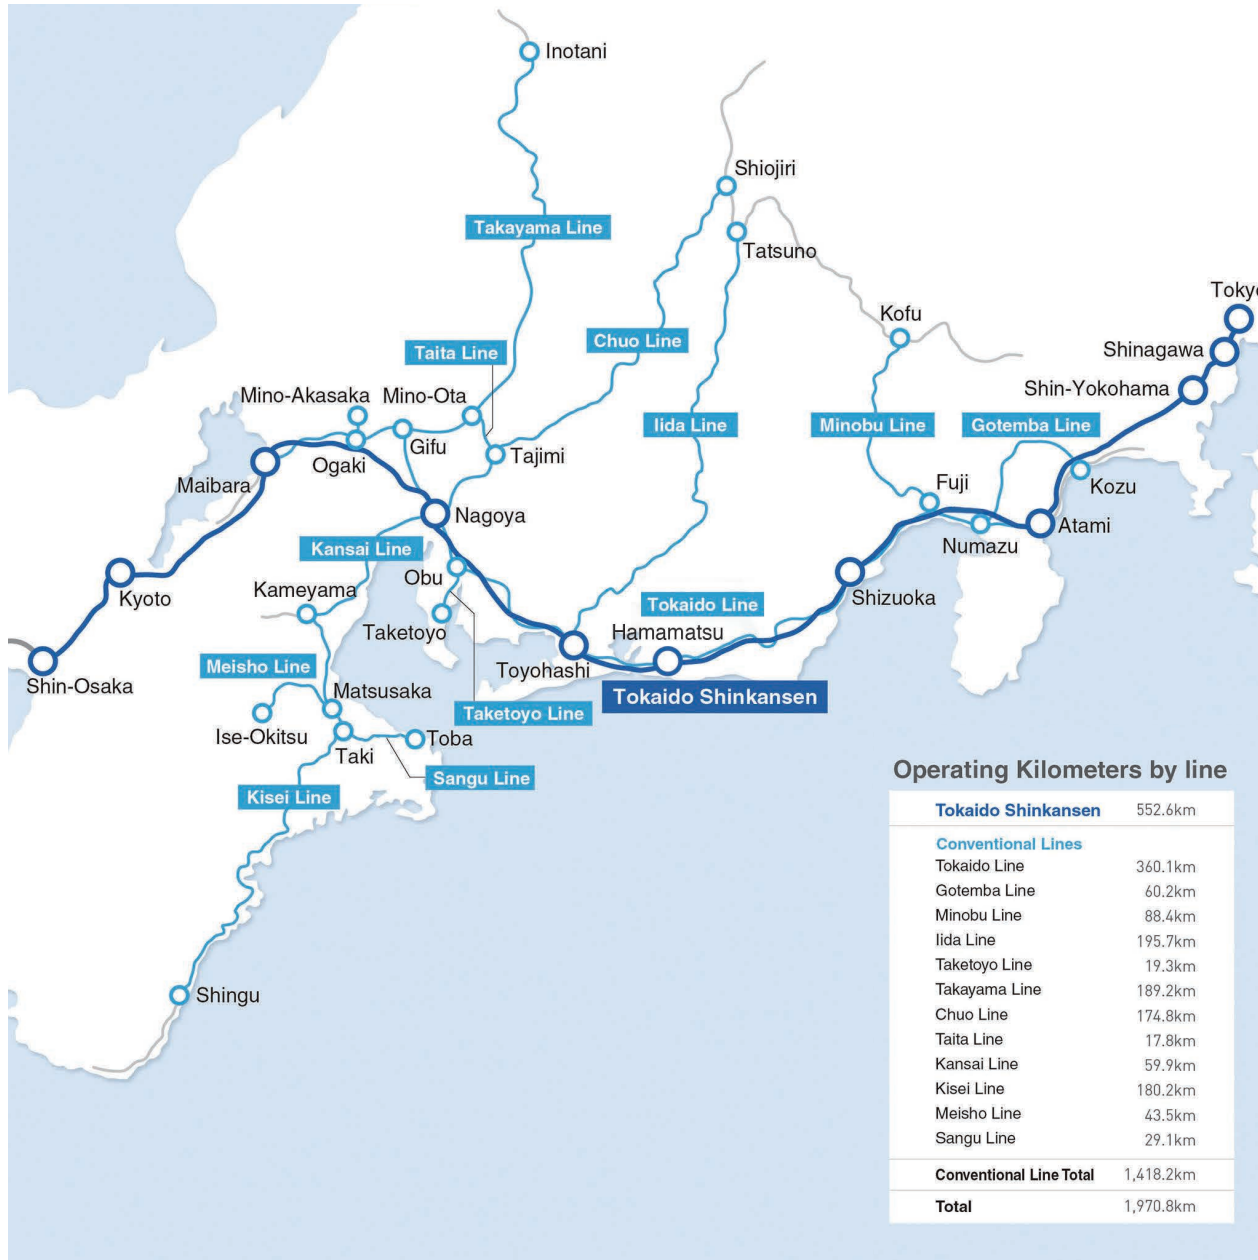 Inotani
Shiojiri
Takayama Line
Tatsuno
Tokyo
Kofu
Chuo Line
Taita Line
Shinagawa
Shin-Yokohama
Mino-Akasaka
Mino-Ota
Iida Line
Minobu Line
Gotemba Line
Gifu
Ogaki
Tajimi
Maibara
Fuji
Kozu
Nagoya
Atami
Numazu
Kansai Line
Obu
Kameyama
Kyoto
Shizuoka
Tokaido Line
Taketoyo
Hamamatsu
Meisho Line
Toyohashi
Shin-Osaka
Matsusaka
Tokaido Shinkansen
Taketoyo Line
Ise-Okitsu
Toba
Taki
Sangu Line
Kisei Line
Shingu
Operating Kilometers by line
Tokaido Shinkansen 552.6km
Conventional Lines
Tokaido Line 360.1km
Gotemba Line 60.2km
Minobu Line 88.4km
Iida Line 195.7km
Taketoyo Line 19.3km
Takayama Line 189.2km
Chuo Line 174.8km
Taita Line 17.8km
Kansai Line 59.9km
Kisei Line 180.2km
Meisho Line 43.5km
Sangu Line 29.1km
Conventional Line Total 1,418.2km
Total 1,970.8km